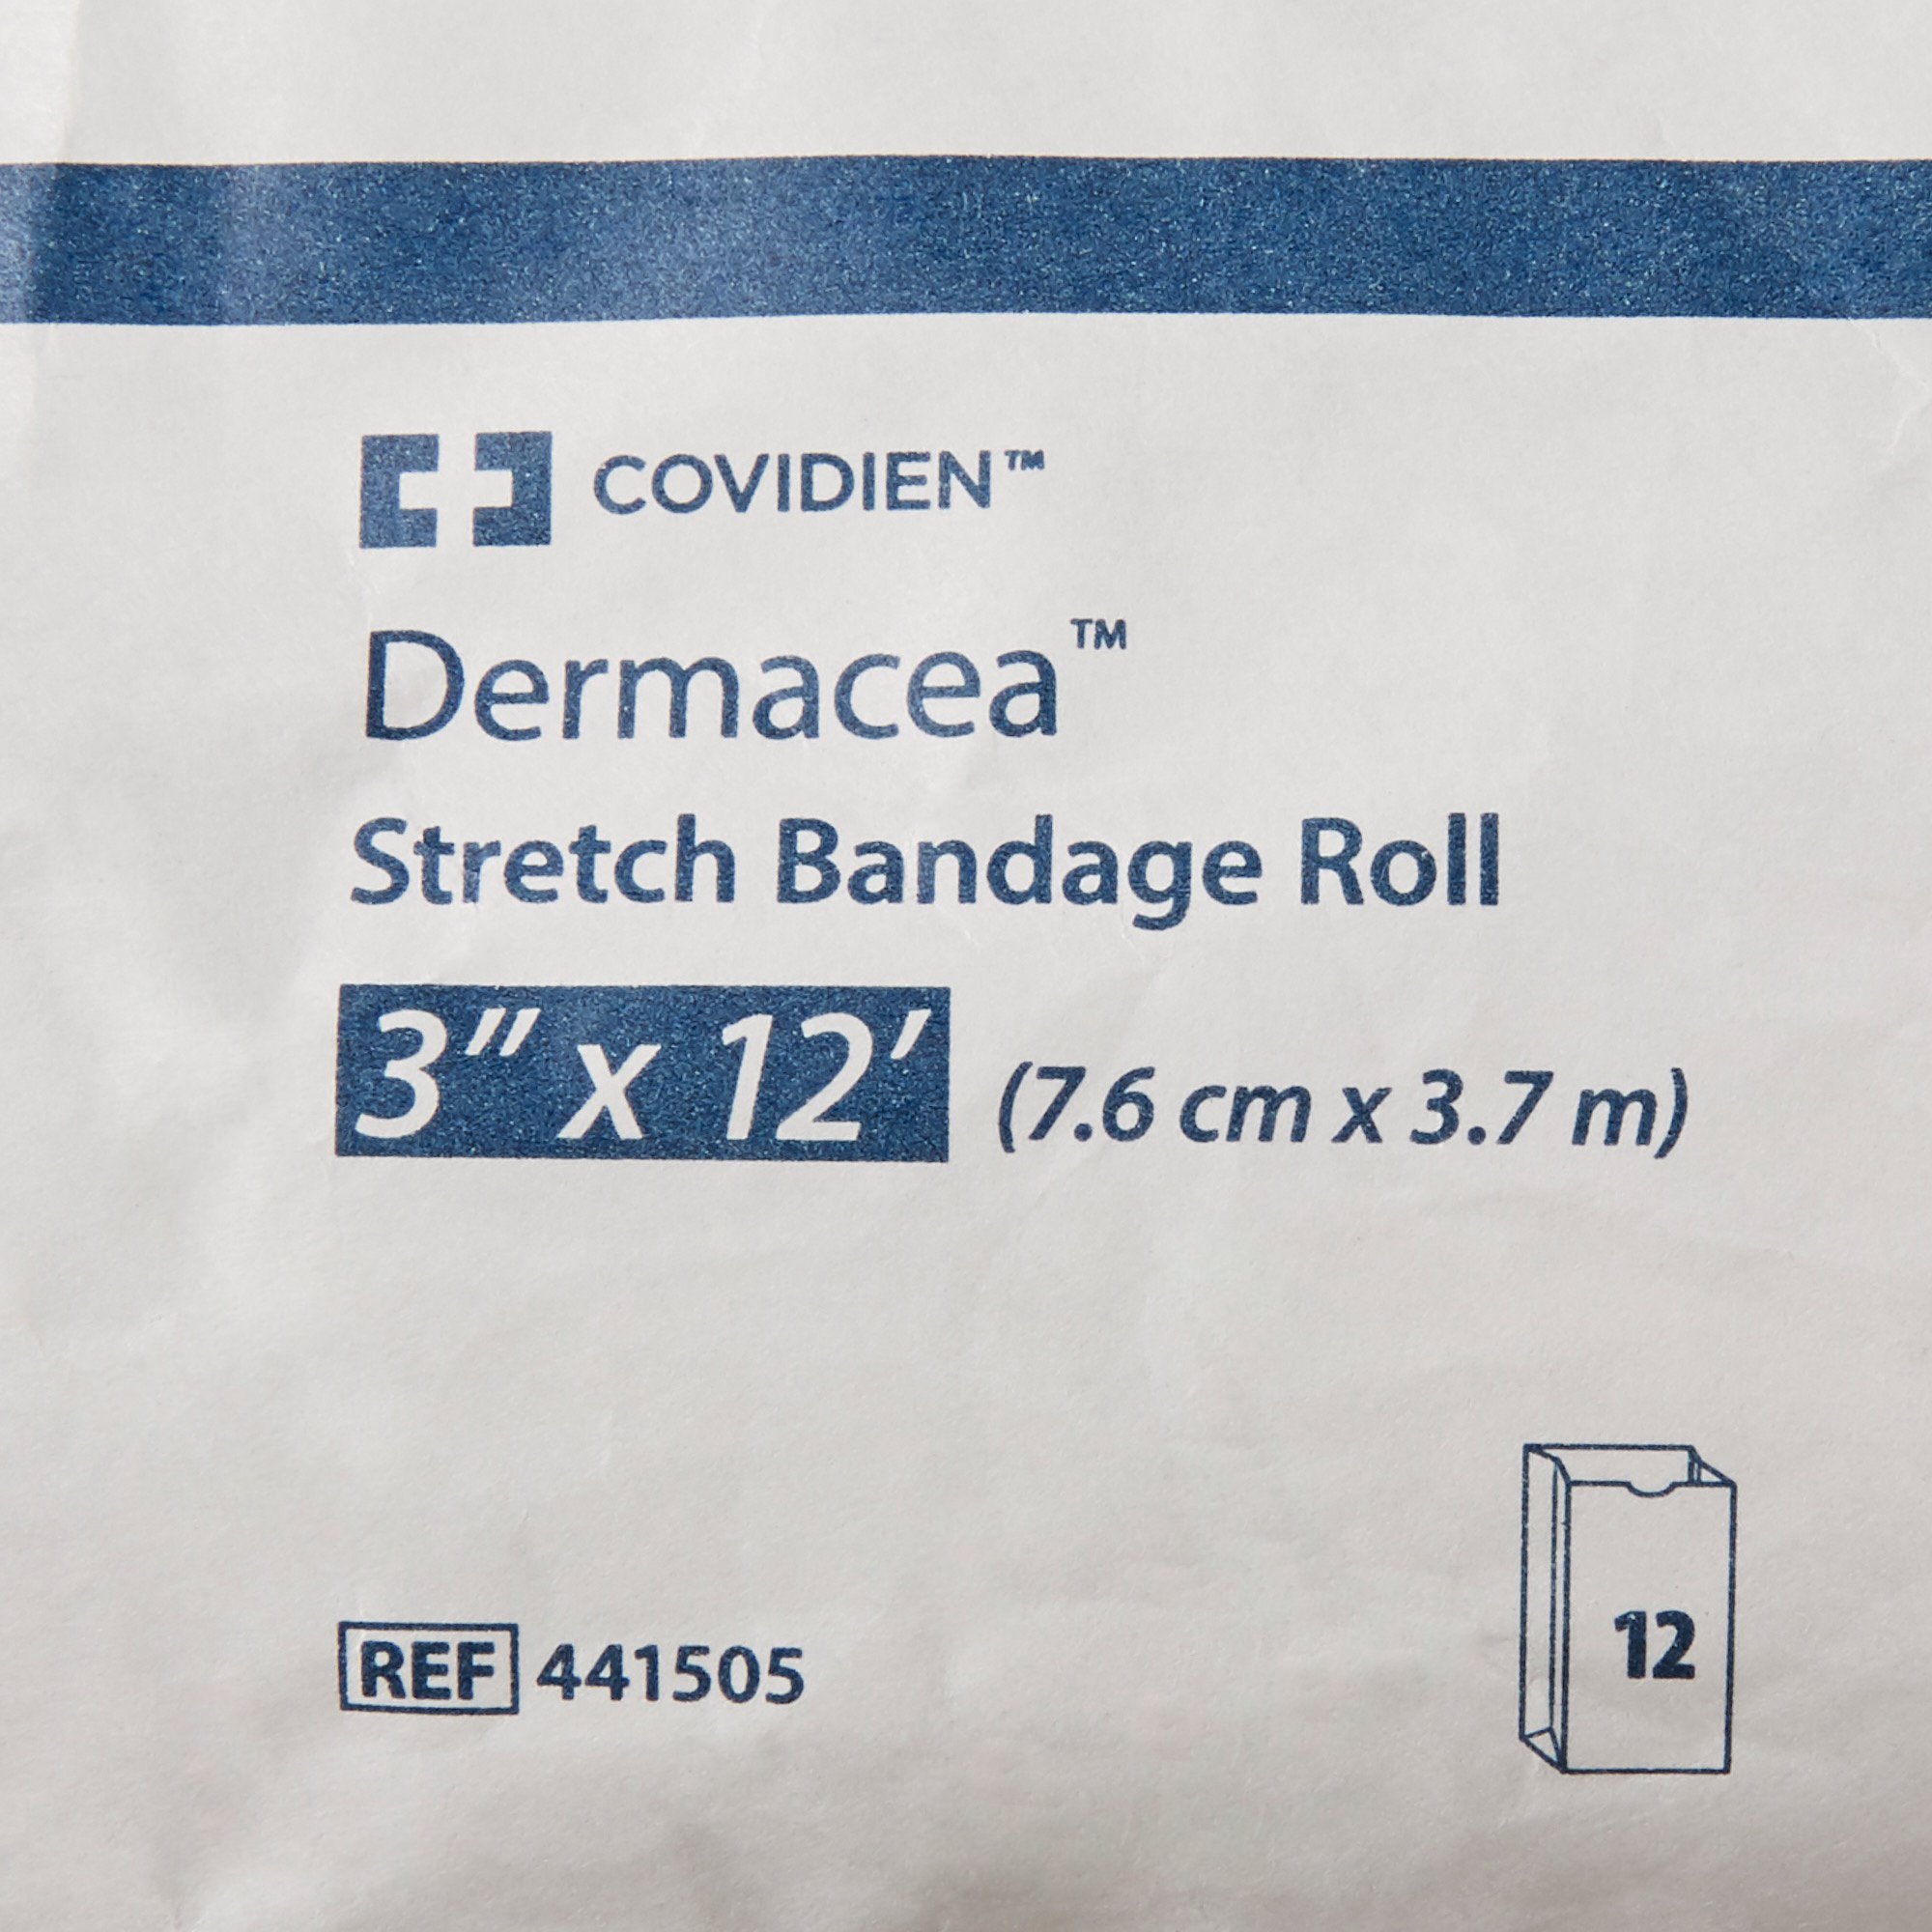 COVIDIEN™
Dermacea™
Stretch Bandage Roll
3" x 12' (7.6 cm x 3.7 m)
12
REF 441505